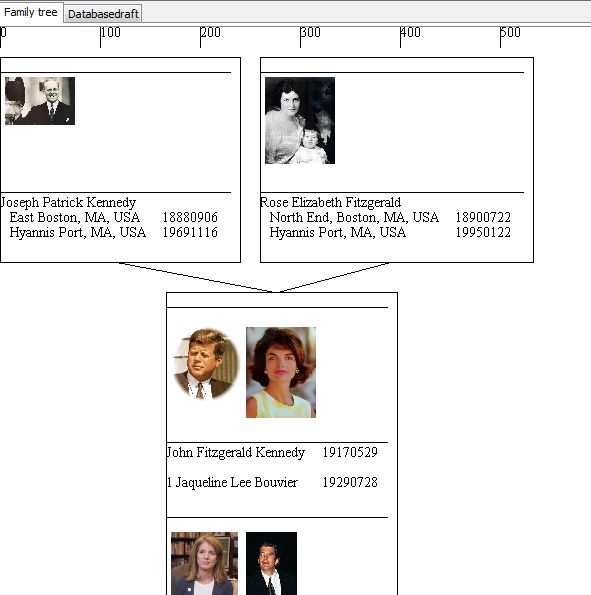 Family tree Databasedraft
0 100 200 300 400 500
Joseph Patrick Kennedy
East Boston, MA, USA 18880906
Hyannis Port, MA, USA 19691116
Rose Elizabeth Fitzgerald
North End, Boston, MA, USA 18900722
Hyannis Port, MA, USA 19950122
John Fitzgerald Kennedy 19170529
1 Jaqueline Lee Bouvier 19290728